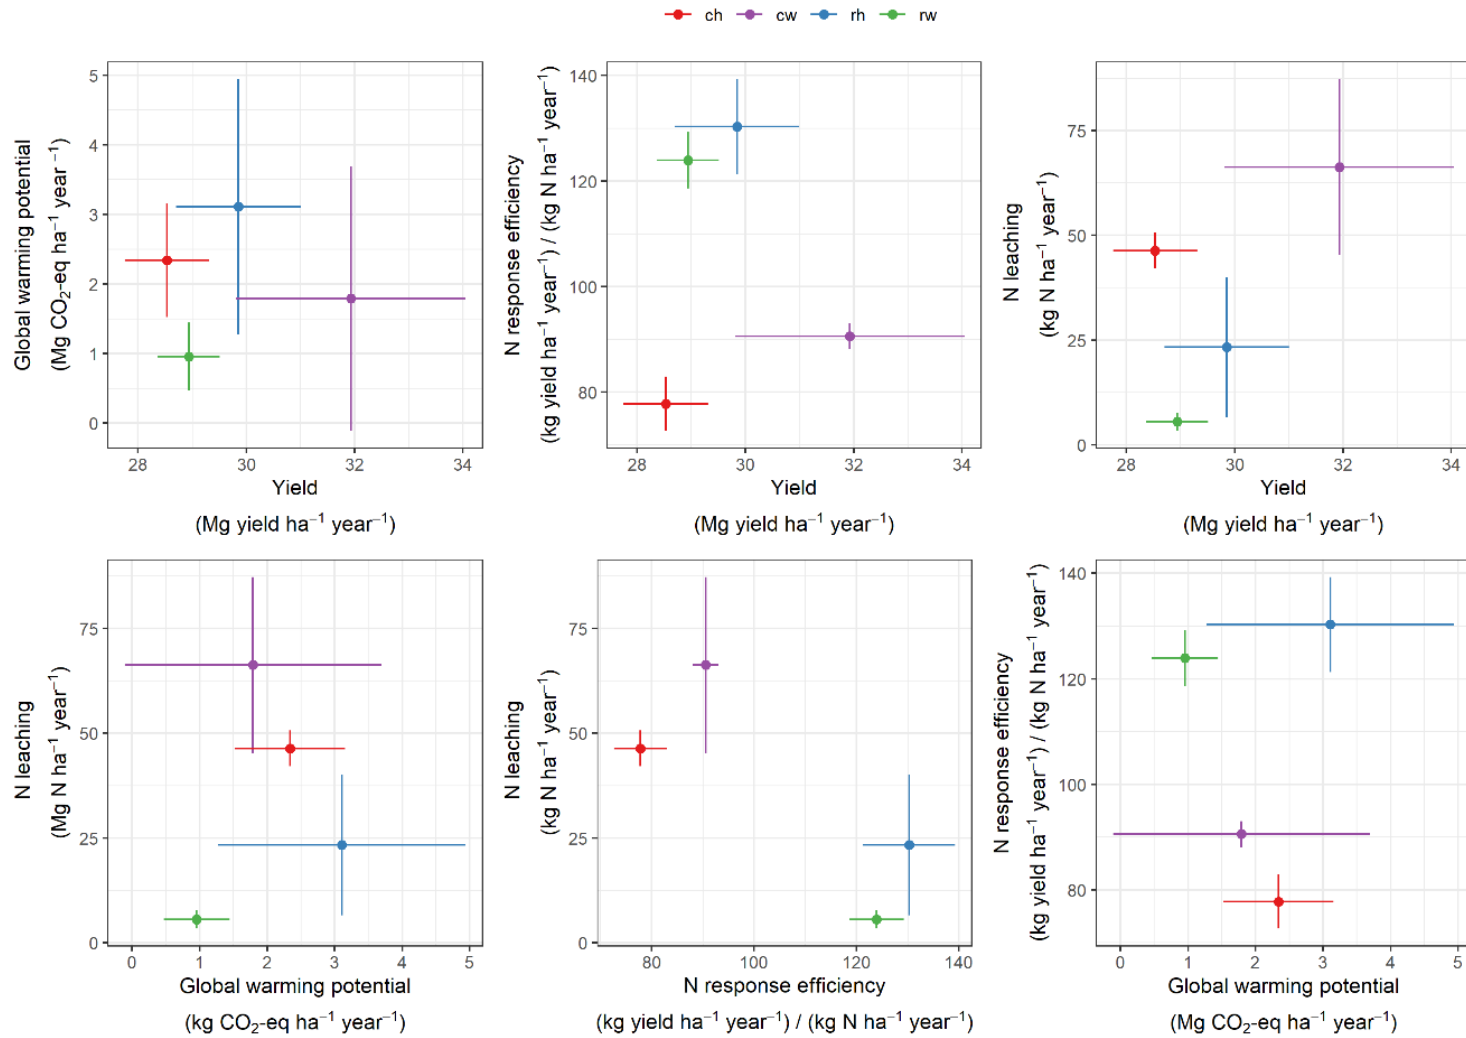 ch cw rh rw
Global warming potential
(Mg CO₂-eq ha⁻¹ year⁻¹)
5
4
3
2
1
0
28 30 32 34
Yield
(Mg yield ha⁻¹ year⁻¹)
N response efficiency
(kg yield ha⁻¹ year⁻¹) / (kg N ha⁻¹ year⁻¹)
140
120
100
80
28 30 32 34
Yield
(Mg yield ha⁻¹ year⁻¹)
N leaching
(kg N ha⁻¹ year⁻¹)
75
50
25
0
28 30 32 34
Yield
(Mg yield ha⁻¹ year⁻¹)
N leaching
(Mg N ha⁻¹ year⁻¹)
75
50
25
0
0 1 2 3 4 5
Global warming potential
(kg CO₂-eq ha⁻¹ year⁻¹)
N leaching
(kg N ha⁻¹ year⁻¹)
75
50
25
0
80 100 120 140
N response efficiency
(kg yield ha⁻¹ year⁻¹) / (kg N ha⁻¹ year⁻¹)
N response efficiency
(kg yield ha⁻¹ year⁻¹) / (kg N ha⁻¹ year⁻¹)
140
120
100
80
0 1 2 3 4 5
Global warming potential
(Mg CO₂-eq ha⁻¹ year⁻¹)